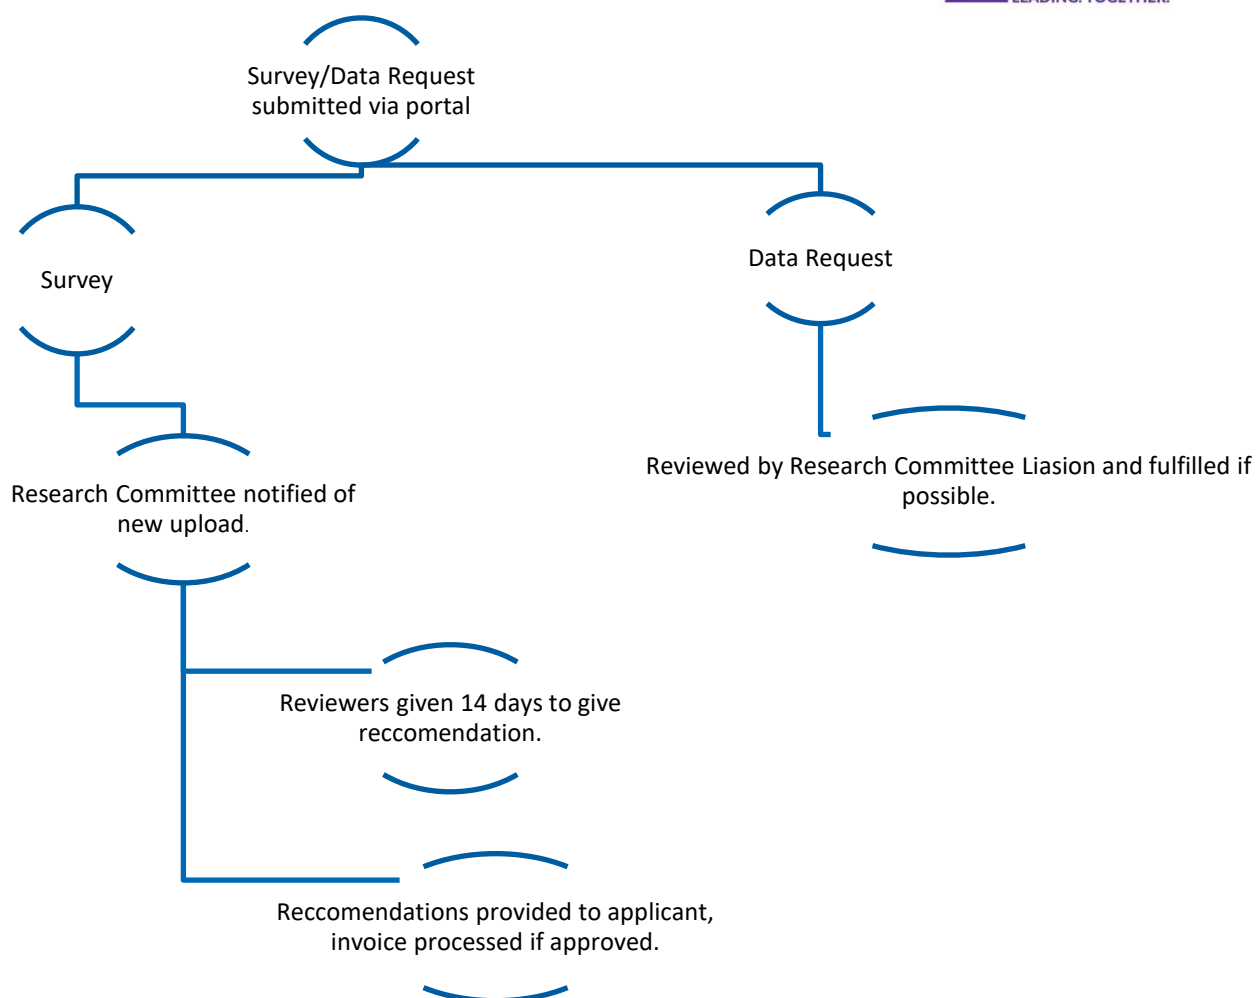 LEADING. TOGETHER.
Survey/Data Request
submitted via portal
Survey
Data Request
Research Committee notified of
new upload.
Reviewed by Research Committee Liasion and fulfilled if
possible.
Reviewers given 14 days to give
reccomendation.
Reccomendations provided to applicant,
invoice processed if approved.